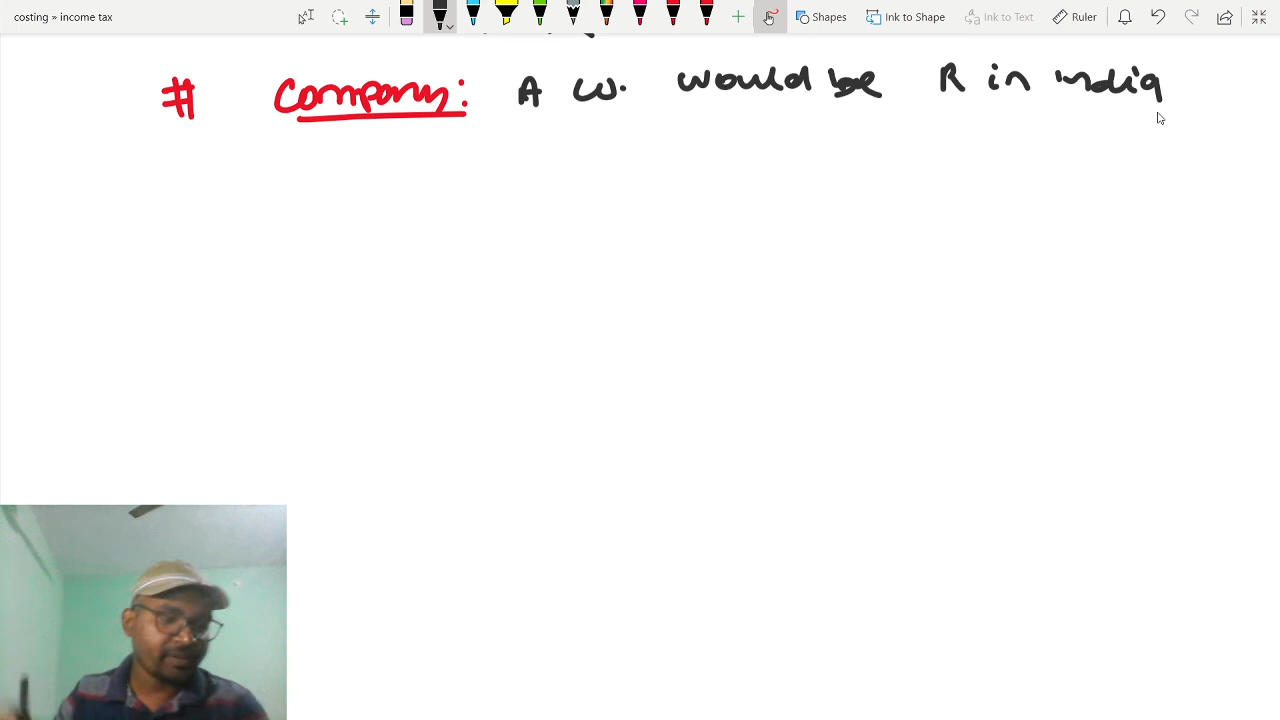 costing » income tax
Shapes
Ink to Shape
Ink to Text
Ruler
# Company: A co. would be R in india